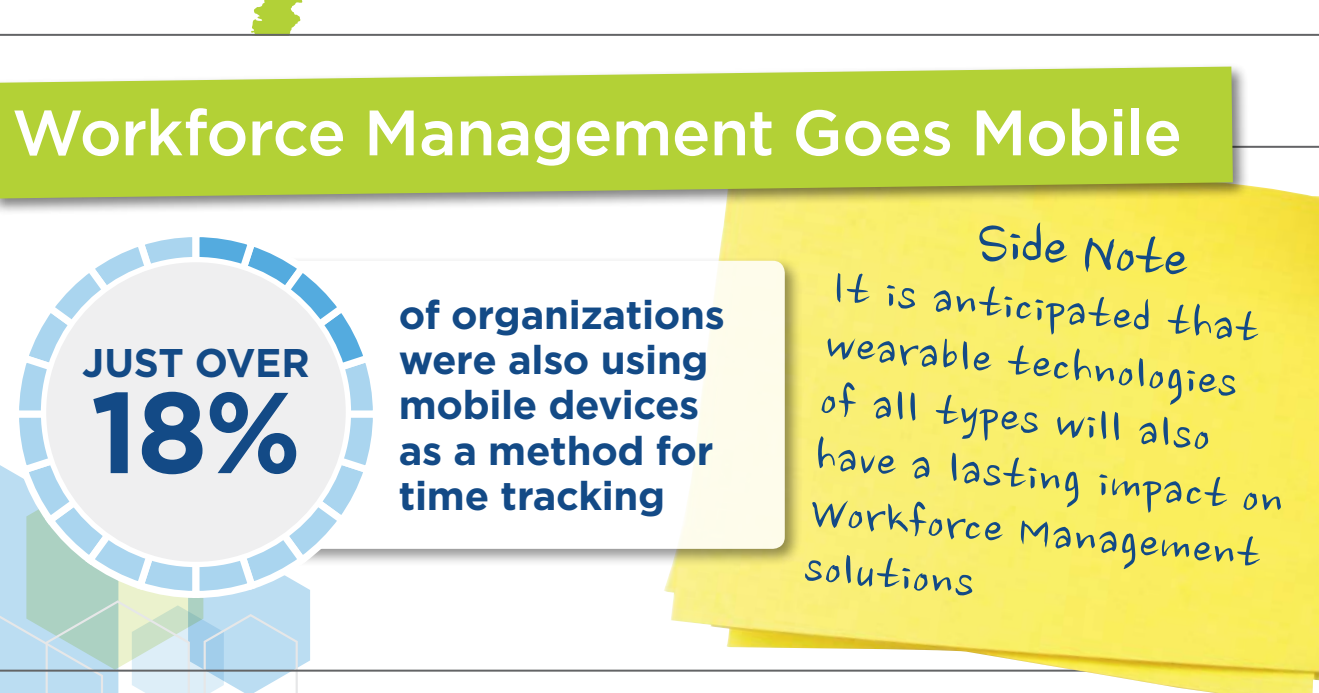 Workforce Management Goes Mobile
JUST OVER
18%
of organizations
were also using
mobile devices
as a method for
time tracking
Side Note
It is anticipated that
wearable technologies
of all types will also
have a lasting impact on
Workforce Management
solutions